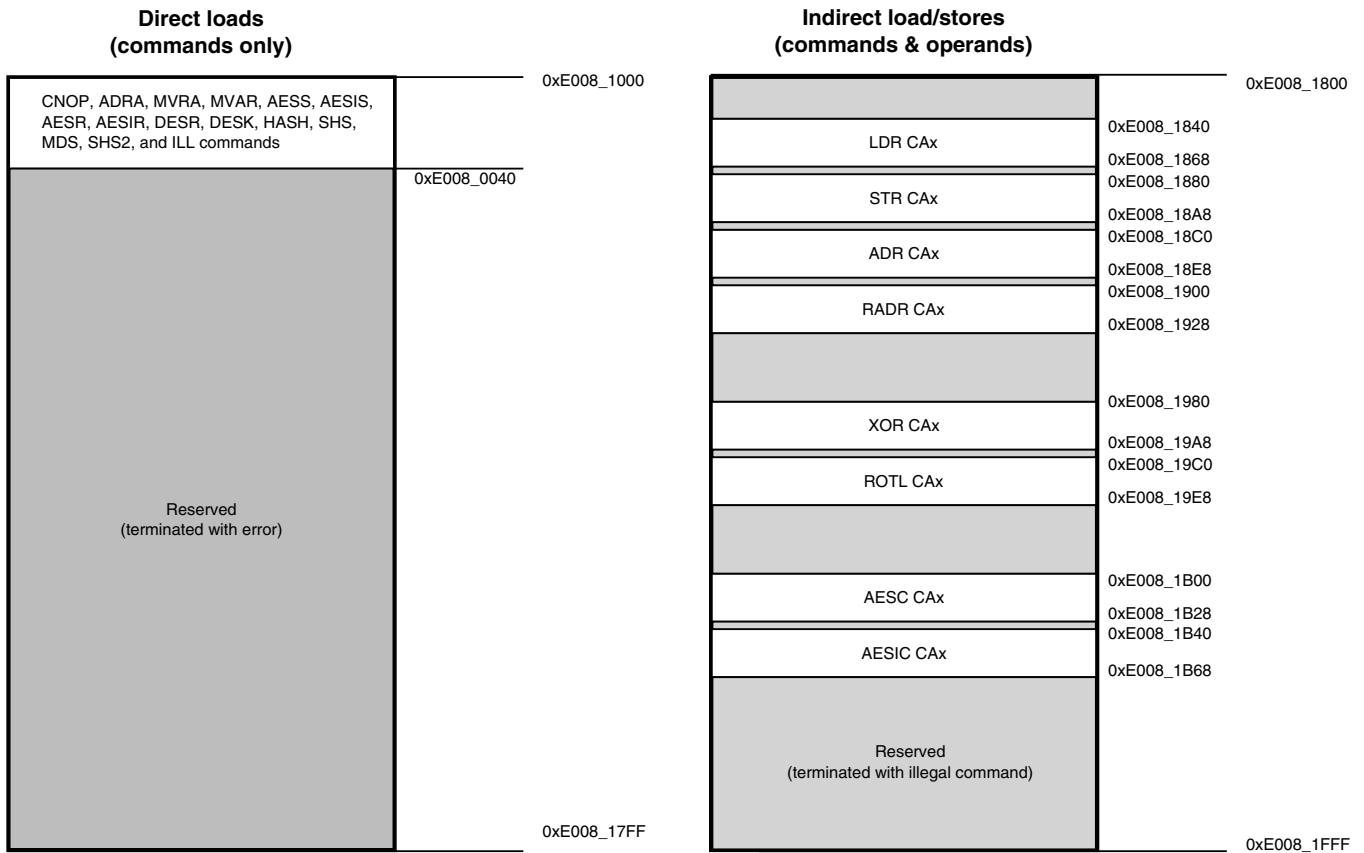 Direct loads
(commands only)
0xE008_1000
CNOP, ADRA, MVRA, MVAR, AESS, AESIS,
AESR, AESIR, DESR, DESK, HASH, SHS,
MDS, SHS2, and ILL commands
0xE008_0040
Reserved
(terminated with error)
0xE008_17FF
Indirect load/stores
(commands & operands)
0xE008_1800
LDR CAx
0xE008_1840
0xE008_1868
STR CAx
0xE008_1880
0xE008_18A8
ADR CAx
0xE008_18C0
0xE008_18E8
RADR CAx
0xE008_1900
0xE008_1928
XOR CAx
0xE008_1980
0xE008_19A8
ROTL CAx
0xE008_19C0
0xE008_19E8
AESC CAx
0xE008_1B00
0xE008_1B28
AESIC CAx
0xE008_1B40
0xE008_1B68
Reserved
(terminated with illegal command)
0xE008_1FFF